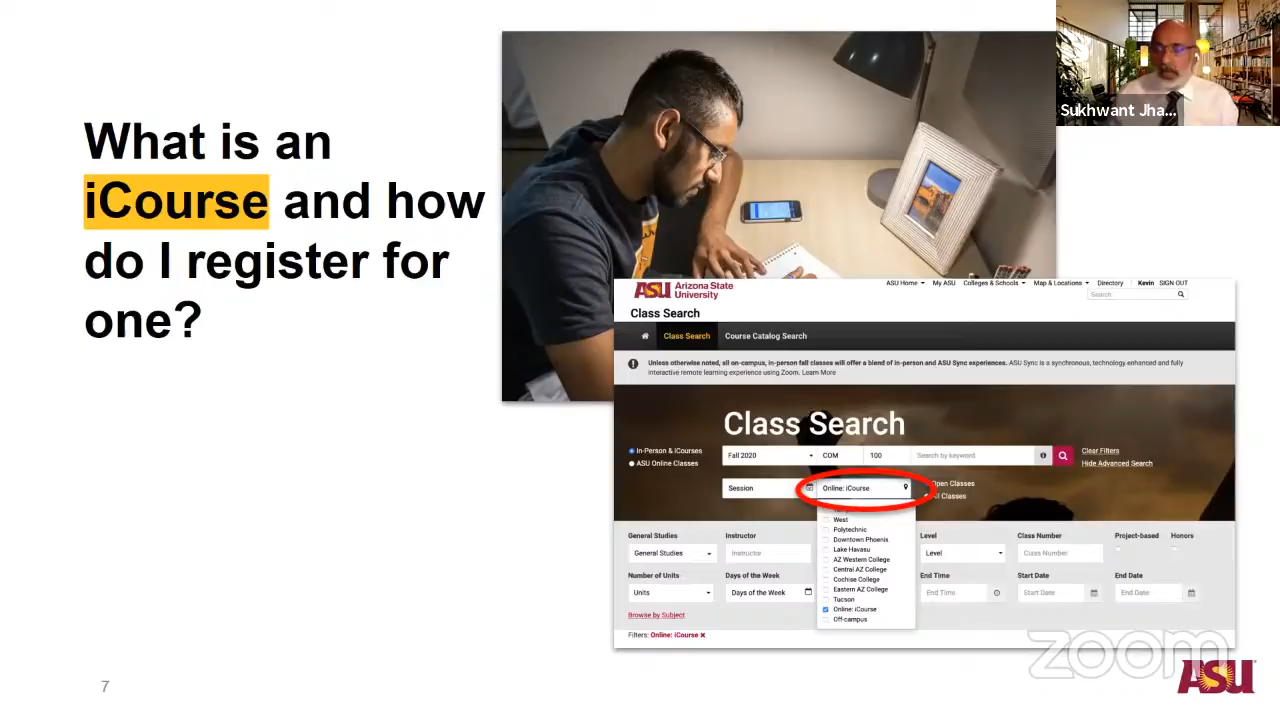 What is an
iCourse and how
do I register for
one?
Sukhwant Jha...
ASU Arizona State
University
ASU Home My ASU Colleges & Schools Map & Locations Directory Kevin SIGN OUT
Search
Class Search
Class Search Course Catalog Search
Unless otherwise noted, all on-campus, in-person fall classes will offer a blend of in-person and ASU Sync experiences. ASU Sync is a synchronous, technology enhanced and fully
interactive remote learning experience using Zoom. Learn More
Class Search
In-Person & iCourses
ASU Online Classes
Fall 2020 COM 100 Search by keyword
Clear Filters
Hide Advanced Search
Session Online: iCourse
Open Classes
All Classes
West
Polytechnic
Downtown Phoenix
Lake Havasu
AZ Western College
Central AZ College
Cochise College
Eastern AZ College
Tucson
Online: iCourse
Off-campus
General Studies Instructor Level Class Number Project-based Honors
General Studies Instructor Level Class Number
Number of Units Days of the Week End Time Start Date End Date
Units Days of the Week End Time Start Date End Date
Browse by Subject
Filters: Online: iCourse ✖
zoom
ASU
7